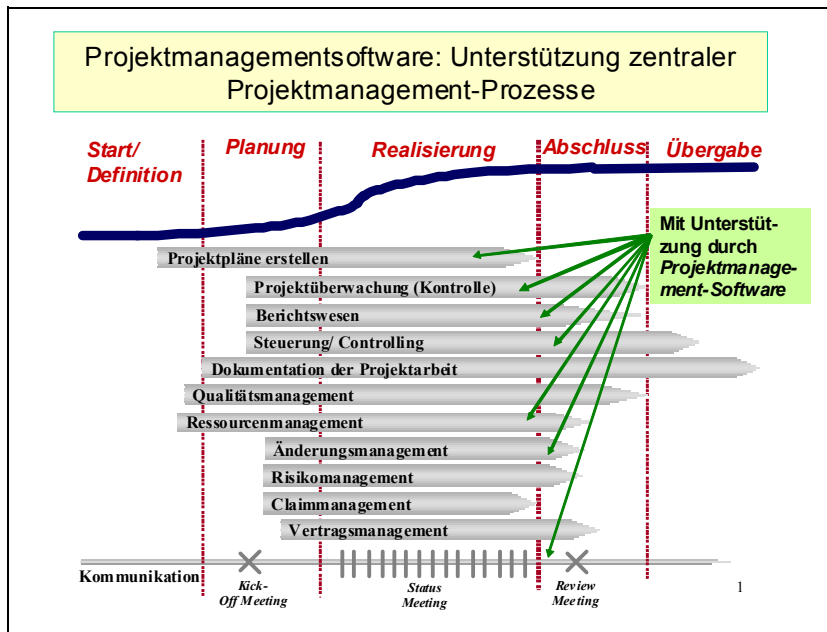 Projektmanagementsoftware: Unterstützung zentraler
Projektmanagement-Prozesse
Start/
Definition
Planung
Realisierung
Abschluss
Übergabe
Mit Unterstüt-
zung durch
Projektmanage-
ment-Software
Projektpläne erstellen
Projektüberwachung (Kontrolle)
Berichtswesen
Steuerung/ Controlling
Dokumentation der Projektarbeit
Qualitätsmanagement
Ressourcenmanagement
Änderungsmanagement
Risikomanagement
Claimmanagement
Vertragsmanagement
Kommunikation
Kick-
Off Meeting
Status
Meeting
Review
Meeting
1